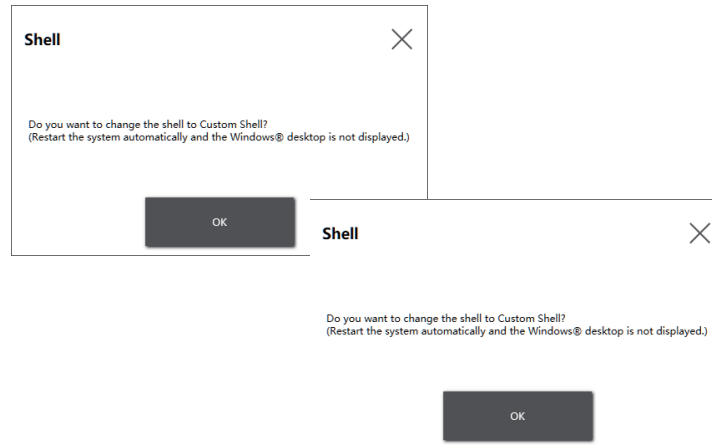 Shell
Do you want to change the shell to Custom Shell?
(Restart the system automatically and the Windows® desktop is not displayed.)
OK
Shell
Do you want to change the shell to Custom Shell?
(Restart the system automatically and the Windows® desktop is not displayed.)
OK